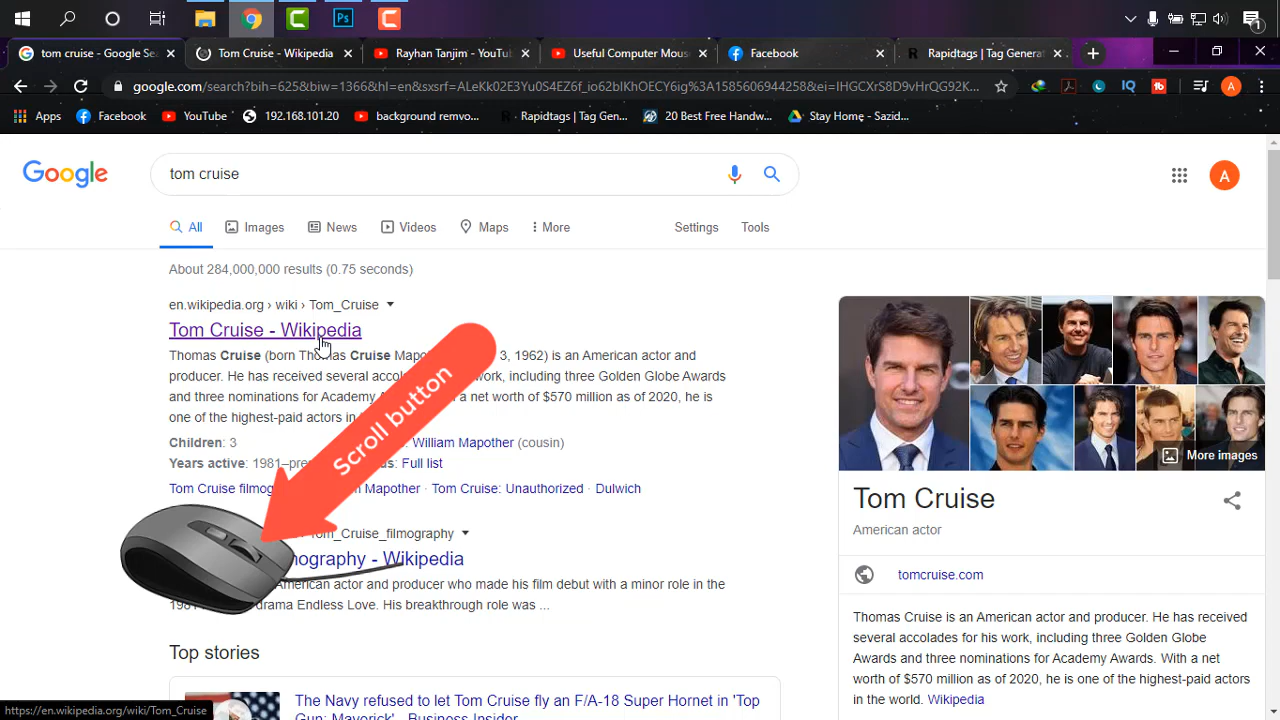 tom cruise - Google Sea
Tom Cruise - Wikipedia
Rayhan Tanjim - YouTu
Useful Computer Mous
Facebook
Rapidtags | Tag Generat
google.com/search?bih=625&biw=1366&hl=en&sxsrf=ALeKk02E3Yu0S4EZ6f_io62bIKhOECY6ig%3A1585606944258&ei=IHGCXrS8D9vHrQG92K...
Apps
Facebook
YouTube
192.168.101.20
background remvo...
Rapidtags | Tag Gen...
20 Best Free Handw...
Stay Home - Sazid...
Google
tom cruise
A
All
Images
News
Videos
Maps
More
Settings
Tools
About 284,000,000 results (0.75 seconds)
en.wikipedia.org › wiki › Tom_Cruise
Tom Cruise - Wikipedia
Thomas Cruise (born Thomas Cruise Mapo 3, 1962) is an American actor and
producer. He has received several acco work, including three Golden Globe Awards
and three nominations for Academy A a net worth of $570 million as of 2020, he is
one of the highest-paid actors in
Children: 3
William Mapother (cousin)
Years active: 1981–pre
Full list
Tom Cruise filmog Mapother · Tom Cruise: Unauthorized · Dulwich
Scroll button
Tom_Cruise_filmography
nography - Wikipedia
American actor and producer who made his film debut with a minor role in the
198 drama Endless Love. His breakthrough role was ...
Top stories
The Navy refused to let Tom Cruise fly an F/A-18 Super Hornet in 'Top
Gun: Maverick' - Business Insider
More images
Tom Cruise
American actor
tomcruise.com
Thomas Cruise is an American actor and producer. He has received
several accolades for his work, including three Golden Globe
Awards and three nominations for Academy Awards. With a net
worth of $570 million as of 2020, he is one of the highest-paid actors
in the world. Wikipedia
https://en.wikipedia.org/wiki/Tom_Cruise